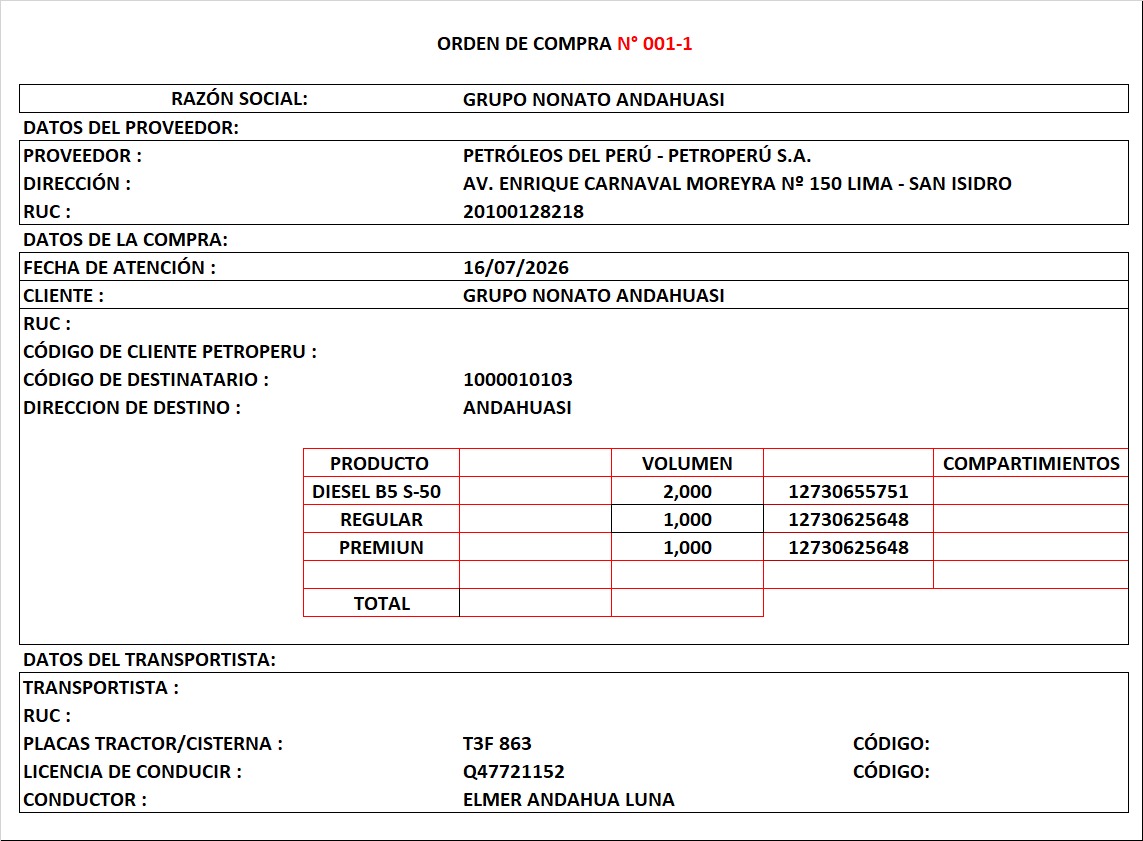 ORDEN DE COMPRA N° 001-1
RAZÓN SOCIAL: GRUPO NONATO ANDAHUASI
DATOS DEL PROVEEDOR:
PROVEEDOR : PETRÓLEOS DEL PERÚ - PETROPERÚ S.A.
DIRECCIÓN : AV. ENRIQUE CARNAVAL MOREYRA Nº 150 LIMA - SAN ISIDRO
RUC : 20100128218
DATOS DE LA COMPRA:
FECHA DE ATENCIÓN : 16/07/2026
CLIENTE : GRUPO NONATO ANDAHUASI
RUC :
CÓDIGO DE CLIENTE PETROPERU :
CÓDIGO DE DESTINATARIO : 1000010103
DIRECCION DE DESTINO : ANDAHUASI
PRODUCTO VOLUMEN COMPARTIMIENTOS
DIESEL B5 S-50 2,000 12730655751
REGULAR 1,000 12730625648
PREMIUN 1,000 12730625648
TOTAL
DATOS DEL TRANSPORTISTA:
TRANSPORTISTA :
RUC :
PLACAS TRACTOR/CISTERNA : T3F 863 CÓDIGO:
LICENCIA DE CONDUCIR : Q47721152 CÓDIGO:
CONDUCTOR : ELMER ANDAHUA LUNA